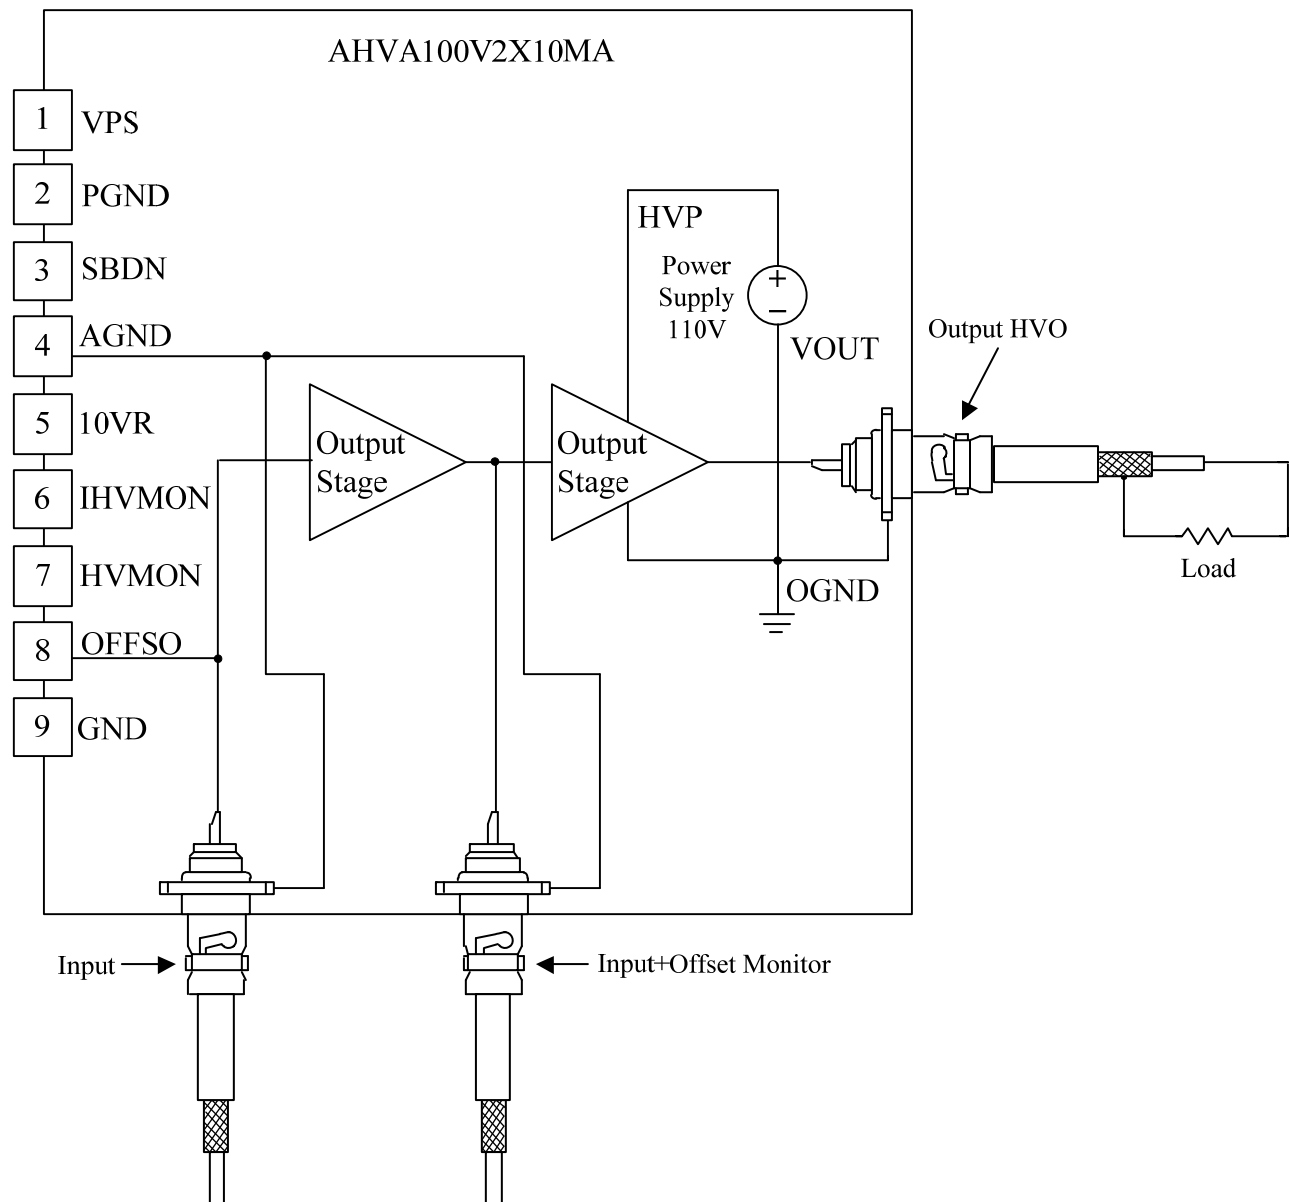 AHVA100V2X10MA
1 VPS
2 PGND
3 SBDN
4 AGND
5 10VR
6 IHVMON
7 HVMON
8 OFFSO
9 GND
Output
Stage
Output
Stage
HVP
Power
Supply
110V
+
−
VOUT
OGND
Output HVO
Load
Input
Input+Offset Monitor